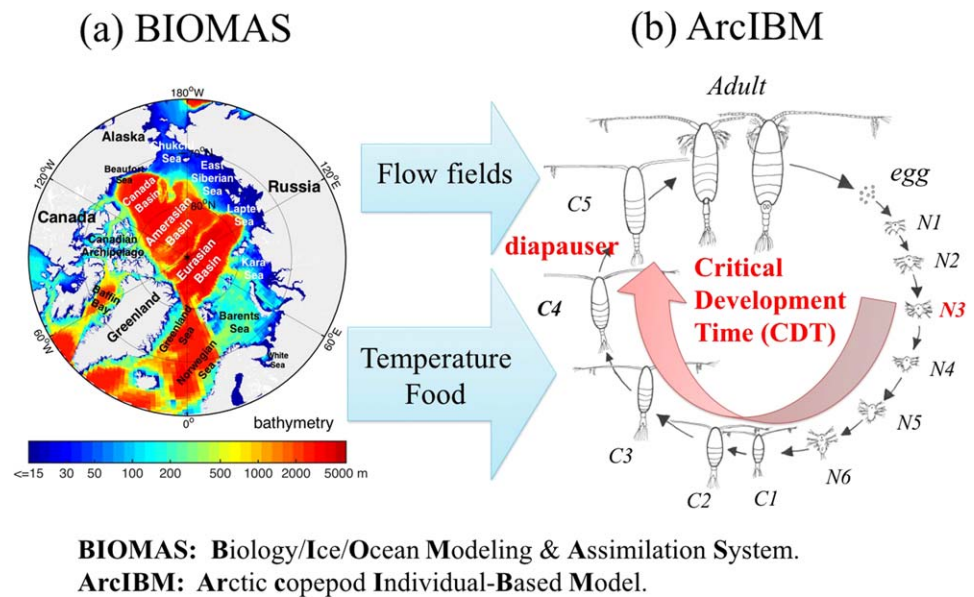 (a) BIOMAS
(b) ArcIBM
180°W
120°W
120°E
60°W
60°E
0°
70°N
60°N
Alaska
Chukchi
Sea
Beaufort
Sea
East
Siberian
Sea
Russia
Canada
Canada
Basin
Laptev
Sea
Amerasian
Basin
Canadian
Archipelago
Eurasian
Basin
Kara
Sea
Baffin
Bay
Greenland
Greenland
Sea
Barents
Sea
Norwegian
Sea
White
Sea
bathymetry
<=15 30 50 100 200 500 1000 2000 5000 m
Flow fields
Temperature
Food
Adult
egg
N1
N2
N3
N4
N5
N6
C1
C2
C3
C4
diapauser
C5
Critical
Development
Time (CDT)
BIOMAS: Biology/Ice/Ocean Modeling & Assimilation System.
ArcIBM: Arctic copepod Individual-Based Model.